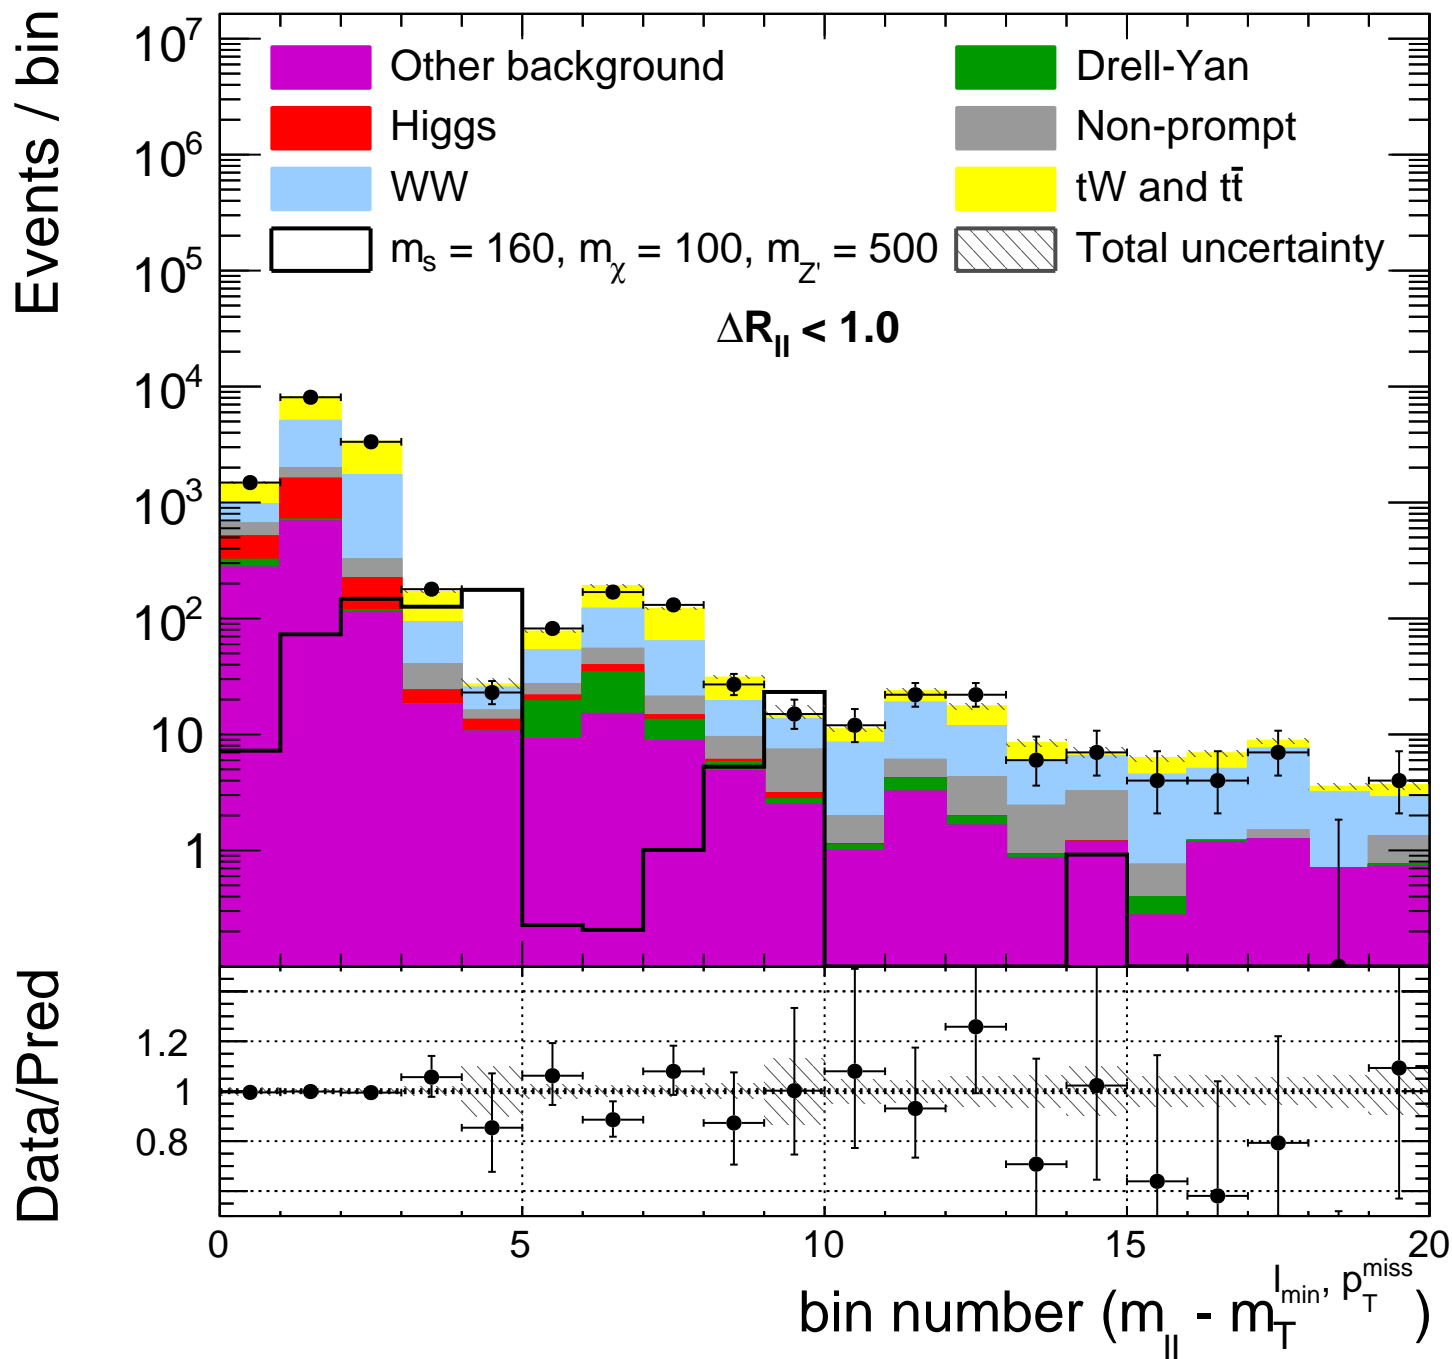 Events / bin
10^7
10^6
10^5
10^4
10^3
10^2
10
1
Other background
Higgs
WW
m_s = 160, m_χ = 100, m_Z' = 500
Drell-Yan
Non-prompt
tW and tt̄
Total uncertainty
ΔR_ll < 1.0
Data/Pred
1.2
1
0.8
0 5 10 15 20
bin number (m_ll - m_T^{l_min, p_T^miss})